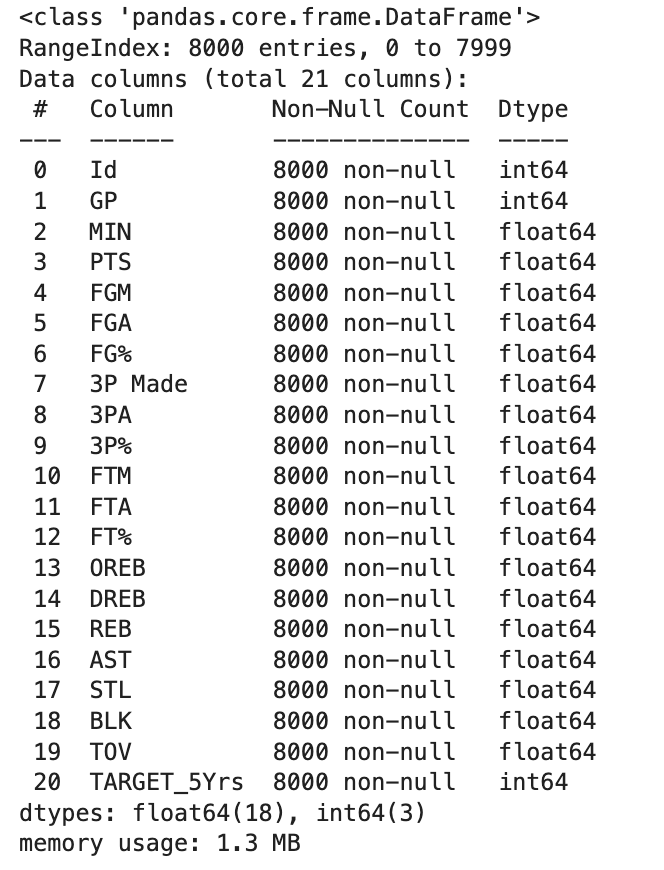 <class 'pandas.core.frame.DataFrame'>
RangeIndex: 8000 entries, 0 to 7999
Data columns (total 21 columns):
 #   Column       Non-Null Count  Dtype
---  ------       --------------  -----
 0   Id           8000 non-null   int64
 1   GP           8000 non-null   int64
 2   MIN          8000 non-null   float64
 3   PTS          8000 non-null   float64
 4   FGM          8000 non-null   float64
 5   FGA          8000 non-null   float64
 6   FG%          8000 non-null   float64
 7   3P Made      8000 non-null   float64
 8   3PA          8000 non-null   float64
 9   3P%          8000 non-null   float64
 10  FTM          8000 non-null   float64
 11  FTA          8000 non-null   float64
 12  FT%          8000 non-null   float64
 13  OREB         8000 non-null   float64
 14  DREB         8000 non-null   float64
 15  REB          8000 non-null   float64
 16  AST          8000 non-null   float64
 17  STL          8000 non-null   float64
 18  BLK          8000 non-null   float64
 19  TOV          8000 non-null   float64
 20  TARGET_5Yrs  8000 non-null   int64
dtypes: float64(18), int64(3)
memory usage: 1.3 MB